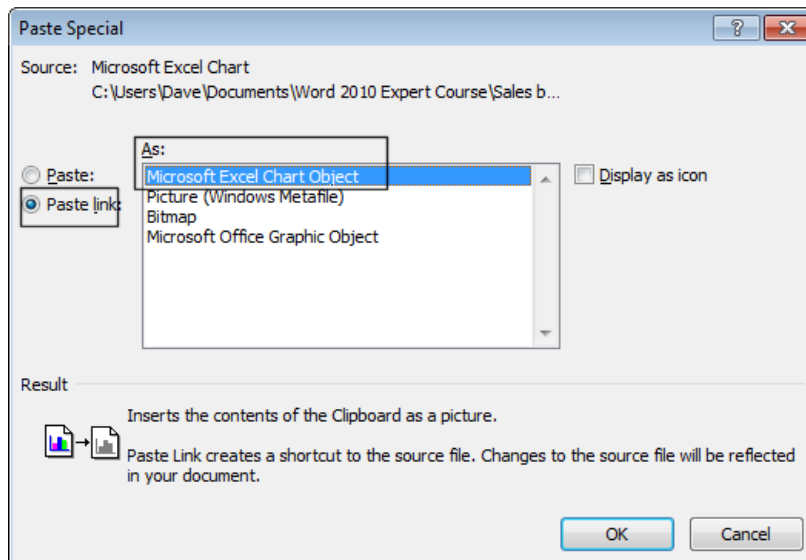 Paste Special
Source: Microsoft Excel Chart
C:\Users\Dave\Documents\Word 2010 Expert Course\Sales b...
As:
Paste:
Paste link:
Microsoft Excel Chart Object
Picture (Windows Metafile)
Bitmap
Microsoft Office Graphic Object
Display as icon
Result
Inserts the contents of the Clipboard as a picture.
Paste Link creates a shortcut to the source file. Changes to the source file will be reflected
in your document.
OK
Cancel